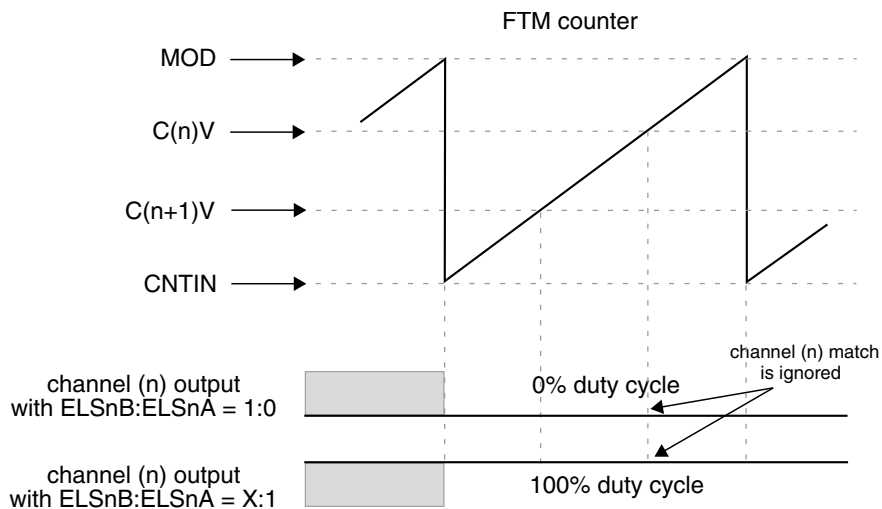 FTM counter
MOD
C(n)V
C(n+1)V
CNTIN
channel (n) match
is ignored
channel (n) output
with ELSnB:ELSnA = 1:0
0% duty cycle
channel (n) output
with ELSnB:ELSnA = X:1
100% duty cycle